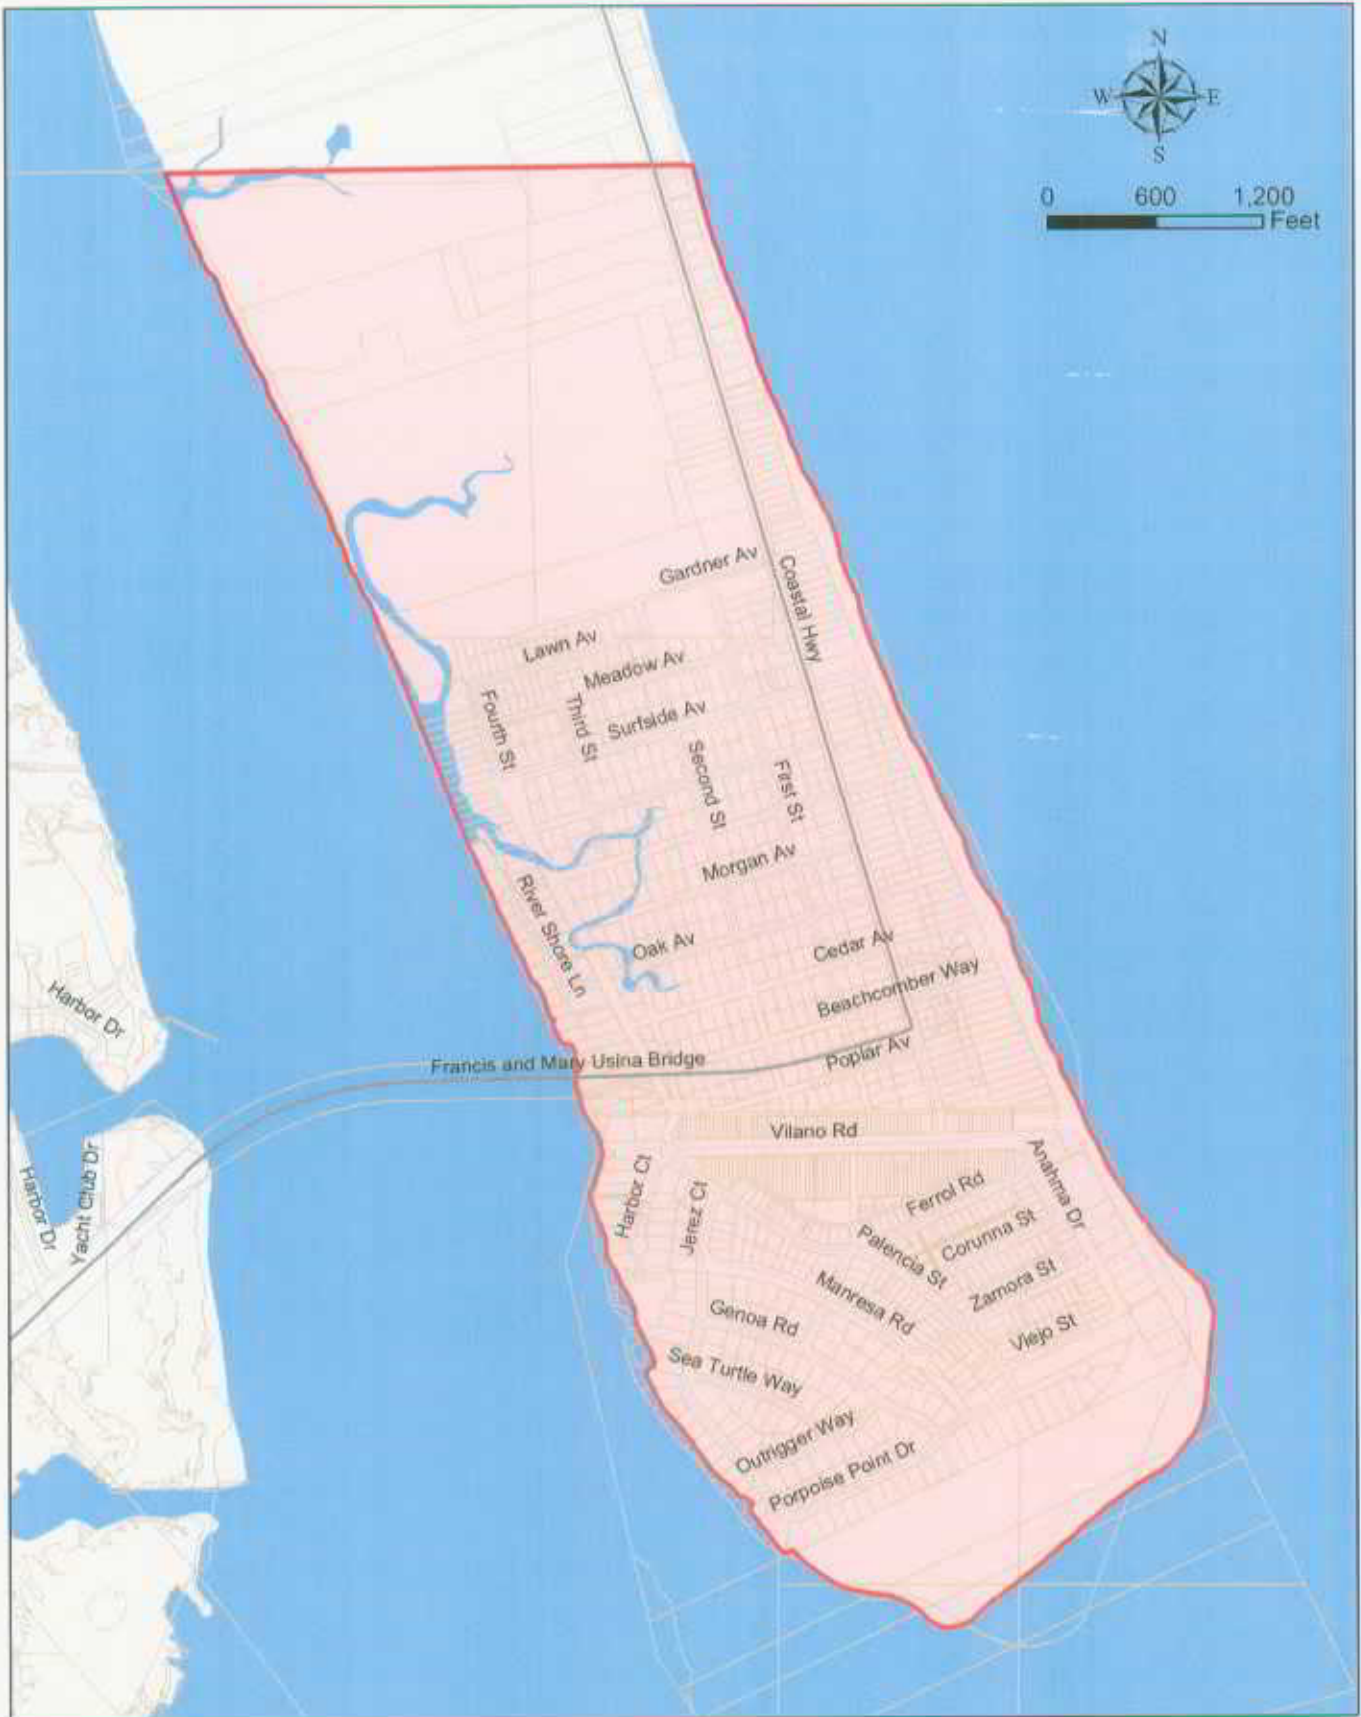 N
W E
S
0 600 1,200
Feet
Gardner Av
Coastal Hwy
Lawn Av
Meadow Av
Fourth St
Third St
Surfside Av
Second St
First St
Morgan Av
River Shore Ln
Oak Av
Cedar Av
Beachcomber Way
Harbor Dr
Francis and Mary Usina Bridge
Poplar Av
Vilano Rd
Harbor Dr
Yacht Club Dr
Harbor Ct
Jerez Ct
Anahma Dr
Ferrol Rd
Palencia St
Corunna St
Manresa Rd
Zamora St
Genoa Rd
Viejo St
Sea Turtle Way
Outrigger Way
Porpoise Point Dr